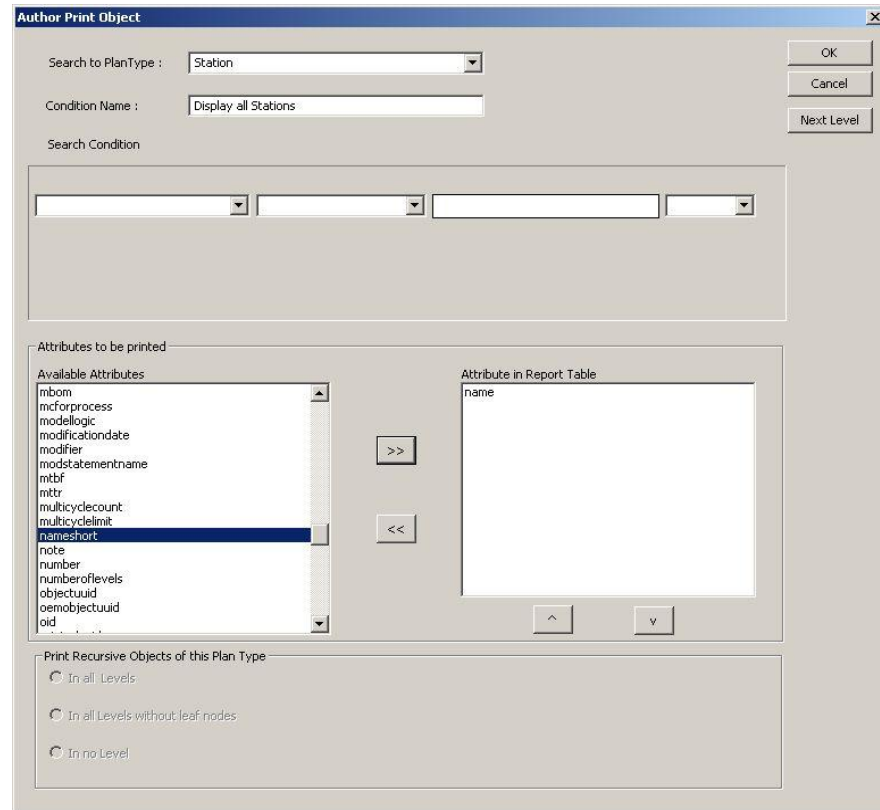 Author Print Object
Search to PlanType :
Station
OK
Cancel
Condition Name :
Display all Stations
Next Level
Search Condition
Attributes to be printed
Available Attributes
mbom
mcforprocess
modellogic
modificationdate
modifier
modstatementname
mtbf
mttr
multicyclecount
multicyclelimit
nameshort
note
number
numberoflevels
objectuuid
oemobjectuuid
oid
>>
<<
Attribute in Report Table
name
^
v
Print Recursive Objects of this Plan Type
In all Levels
In all Levels without leaf nodes
In no Level